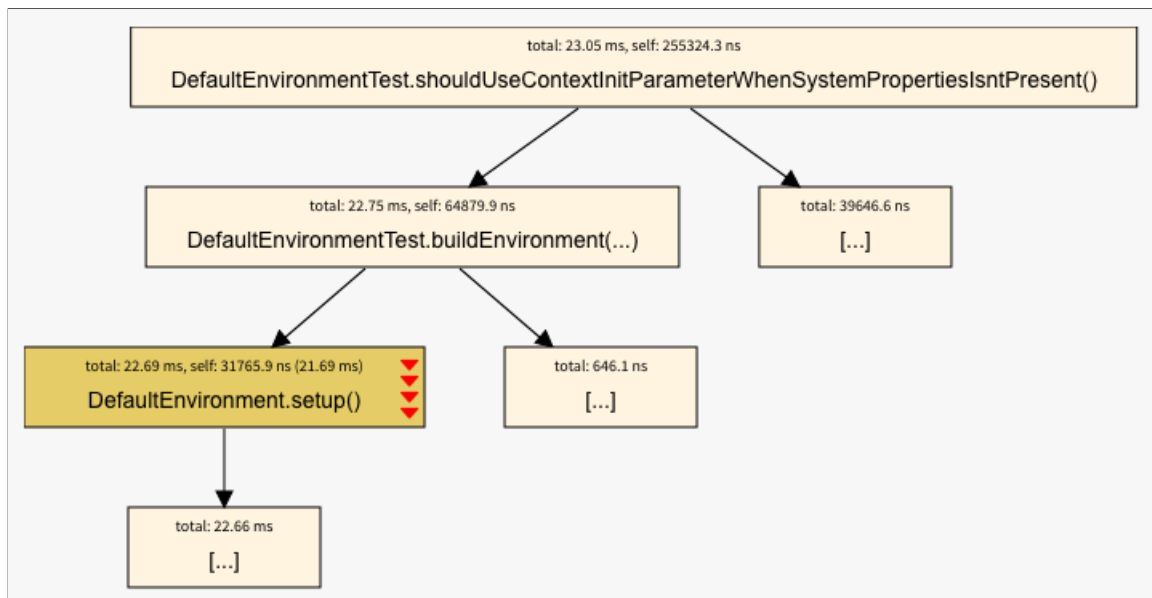 total: 23.05 ms, self: 255324.3 ns
DefaultEnvironmentTest.shouldUseContextInitParameterWhenSystemPropertiesIsntPresent()
total: 22.75 ms, self: 64879.9 ns
DefaultEnvironmentTest.buildEnvironment(...)
total: 39646.6 ns
[...]
total: 22.69 ms, self: 31765.9 ns (21.69 ms)
DefaultEnvironment.setup()
total: 646.1 ns
[...]
total: 22.66 ms
[...]